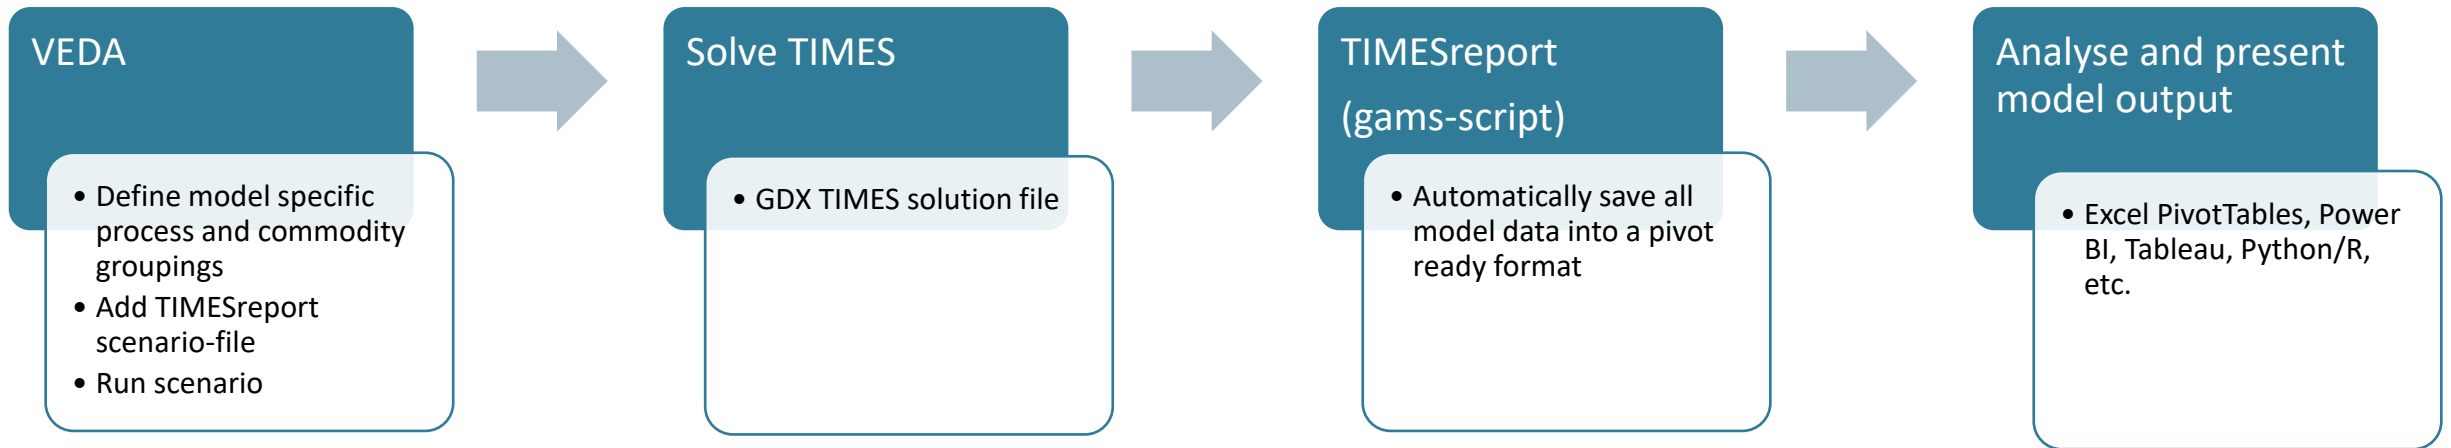 VEDA
• Define model specific
process and commodity
groupings
• Add TIMESreport
scenario-file
• Run scenario
Solve TIMES
• GDX TIMES solution file
TIMESreport
(gams-script)
• Automatically save all
model data into a pivot
ready format
Analyse and present
model output
• Excel PivotTables, Power
BI, Tableau, Python/R,
etc.